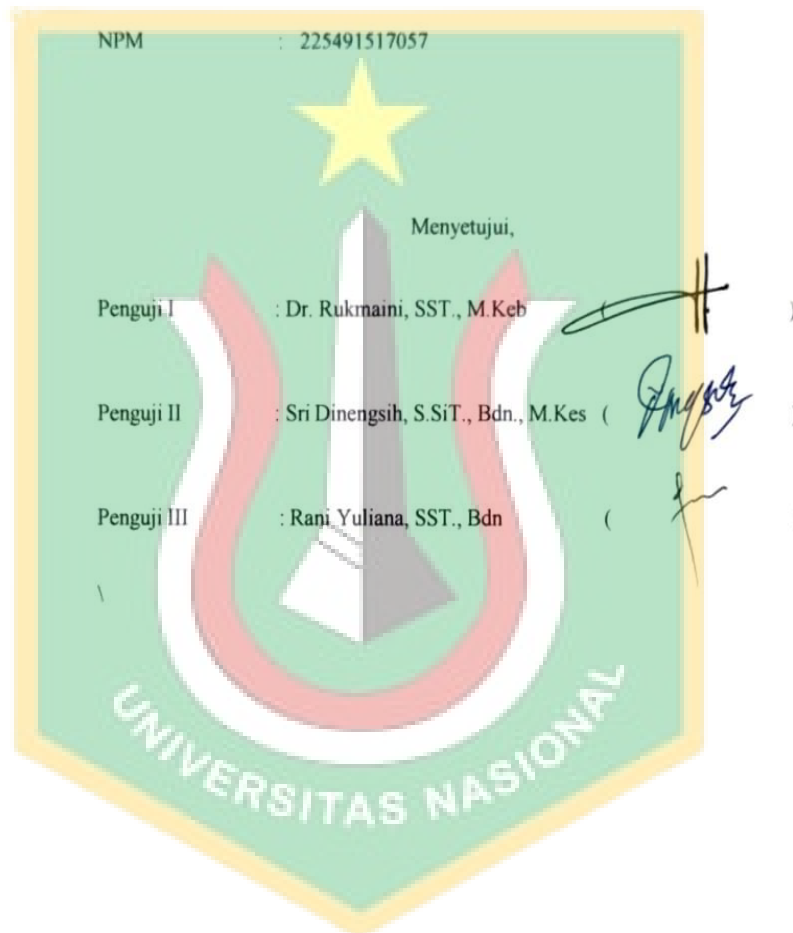 NPM : 225491517057
Menyetujui,
Penguji I : Dr. Rukmaini, SST., M.Keb ( )
Penguji II : Sri Dinengsih, S.SiT., Bdn., M.Kes (
Penguji III : Rani Yuliana, SST., Bdn (
UNIVERSITAS NASIONAL